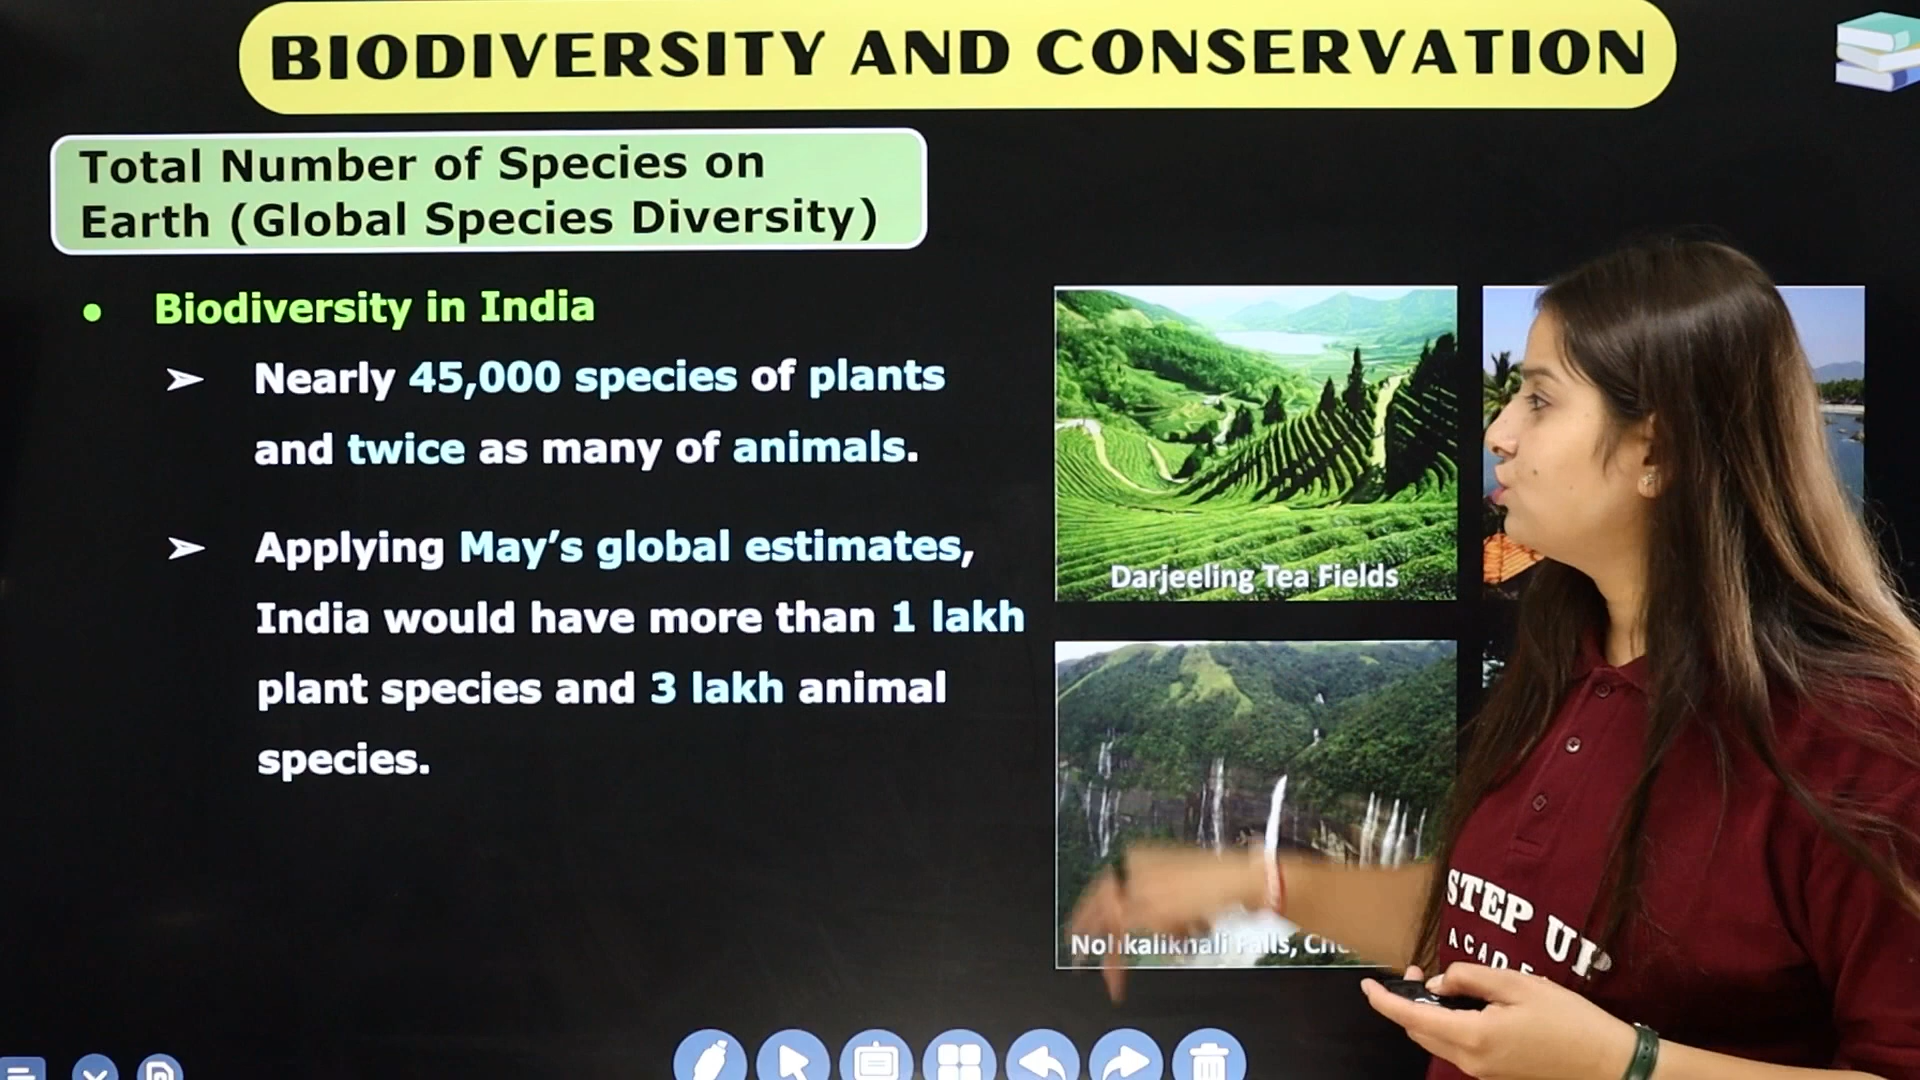 BIODIVERSITY AND CONSERVATION
Total Number of Species on
Earth (Global Species Diversity)
• Biodiversity in India
➢ Nearly 45,000 species of plants
and twice as many of animals.
➢ Applying May's global estimates,
India would have more than 1 lakh
plant species and 3 lakh animal
species.
Darjeeling Tea Fields
Nohkalikhali Falls,
STEP UP